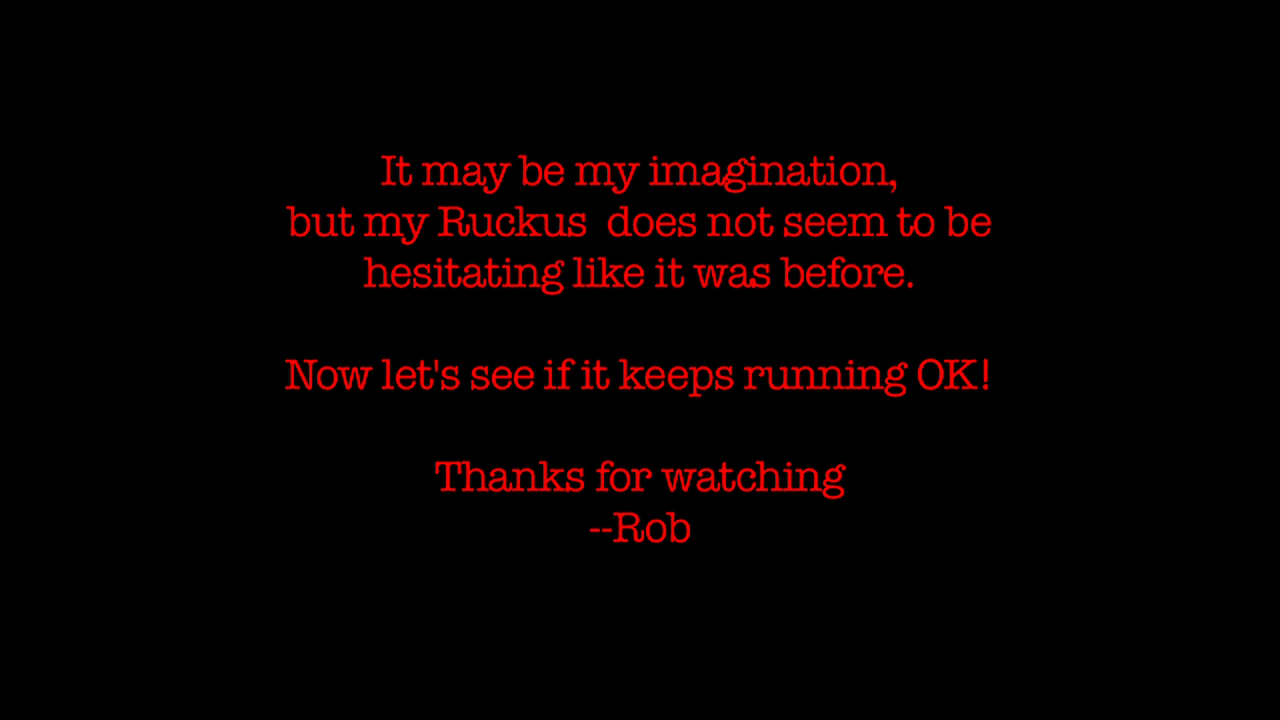 It may be my imagination,
but my Ruckus  does not seem to be
hesitating like it was before.
Now let's see if it keeps running OK!
Thanks for watching
--Rob